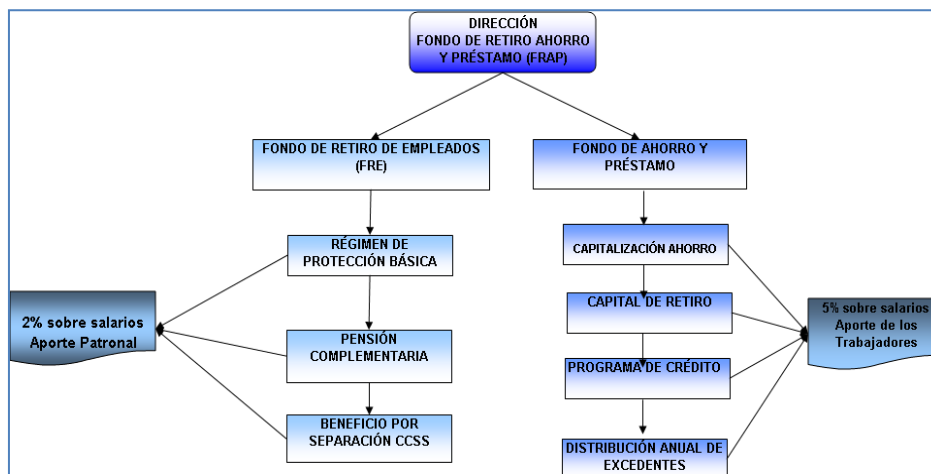 DIRECCIÓN
FONDO DE RETIRO AHORRO
Y PRÉSTAMO (FRAP)
FONDO DE RETIRO DE EMPLEADOS
(FRE)
FONDO DE AHORRO Y
PRÉSTAMO
RÉGIMEN DE
PROTECCIÓN BÁSICA
CAPITALIZACIÓN AHORRO
2% sobre salarios
Aporte Patronal
CAPITAL DE RETIRO
5% sobre salarios
Aporte de los
Trabajadores
PENSIÓN
COMPLEMENTARIA
PROGRAMA DE CRÉDITO
BENEFICIO POR
SEPARACIÓN CCSS
DISTRIBUCIÓN ANUAL DE
EXCEDENTES